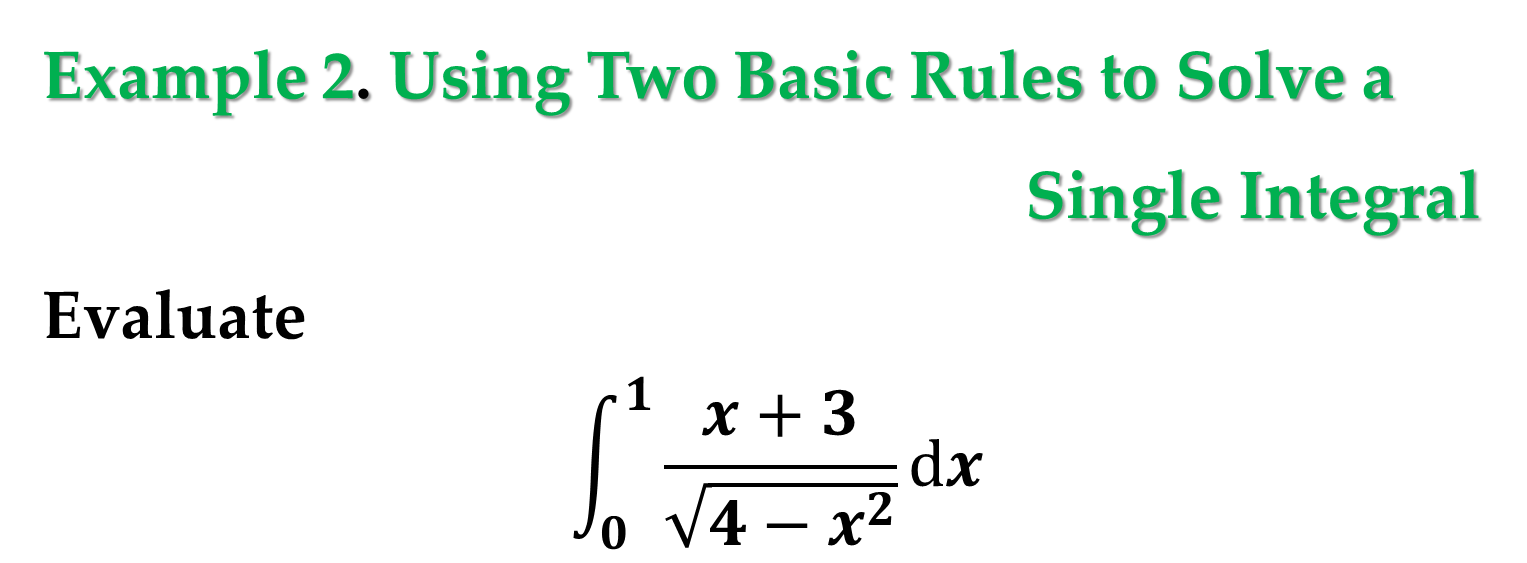 Example 2. Using Two Basic Rules to Solve a
Single Integral
Evaluate
∫₀¹ (x + 3)/√(4 − x²) dx